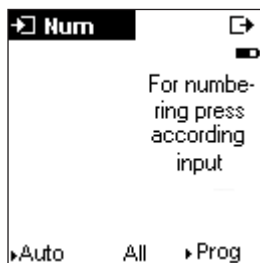 Num
For numbe-
ring press
according
input
Auto All Prog